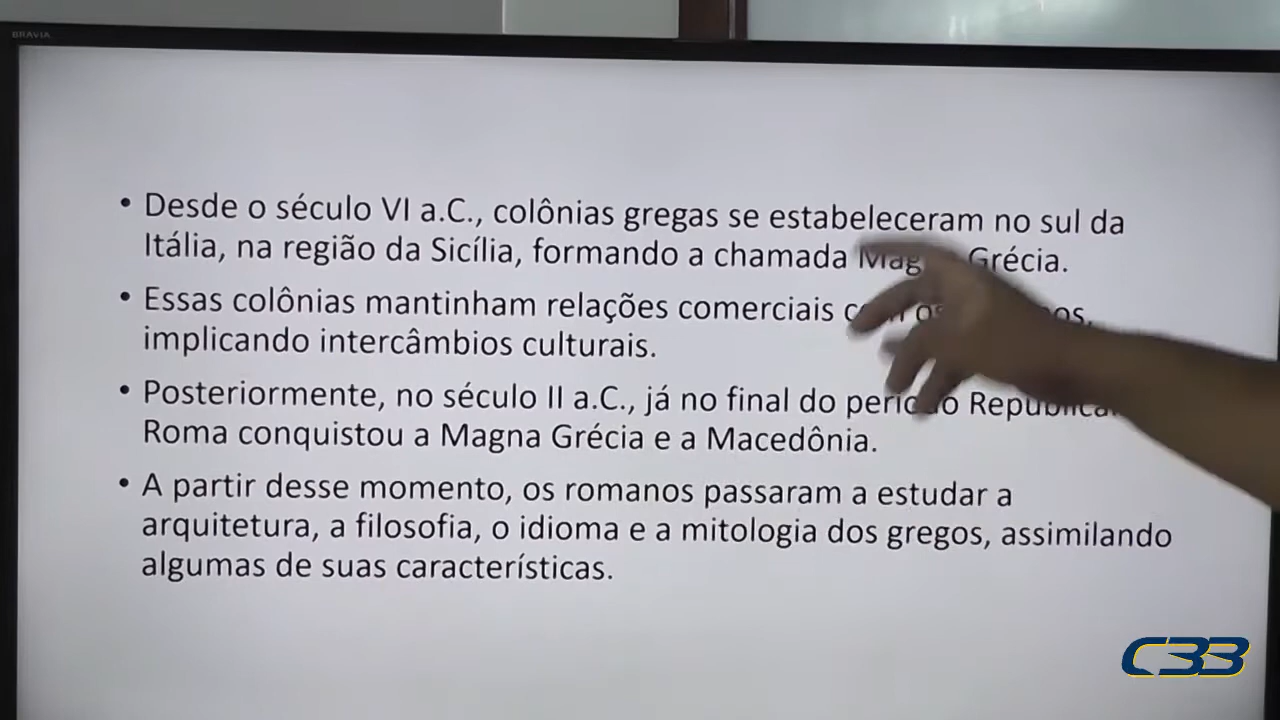 BRAVIA
• Desde o século VI a.C., colônias gregas se estabeleceram no sul da
Itália, na região da Sicília, formando a chamada Grécia.
• Essas colônias mantinham relações comerciais
implicando intercâmbios culturais.
• Posteriormente, no século II a.C., já no final do período
Roma conquistou a Magna Grécia e a Macedônia.
• A partir desse momento, os romanos passaram a estudar a
arquitetura, a filosofia, o idioma e a mitologia dos gregos, assimilando
algumas de suas características.
C33